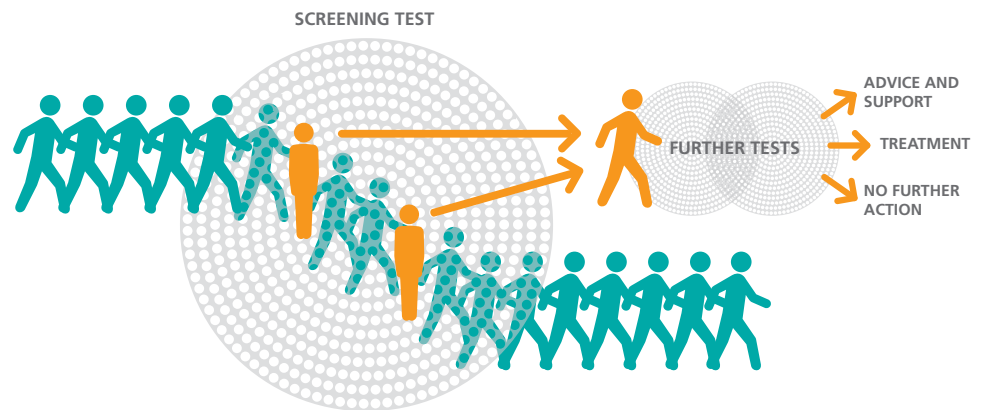 SCREENING TEST
FURTHER TESTS
ADVICE AND
SUPPORT
TREATMENT
NO FURTHER
ACTION